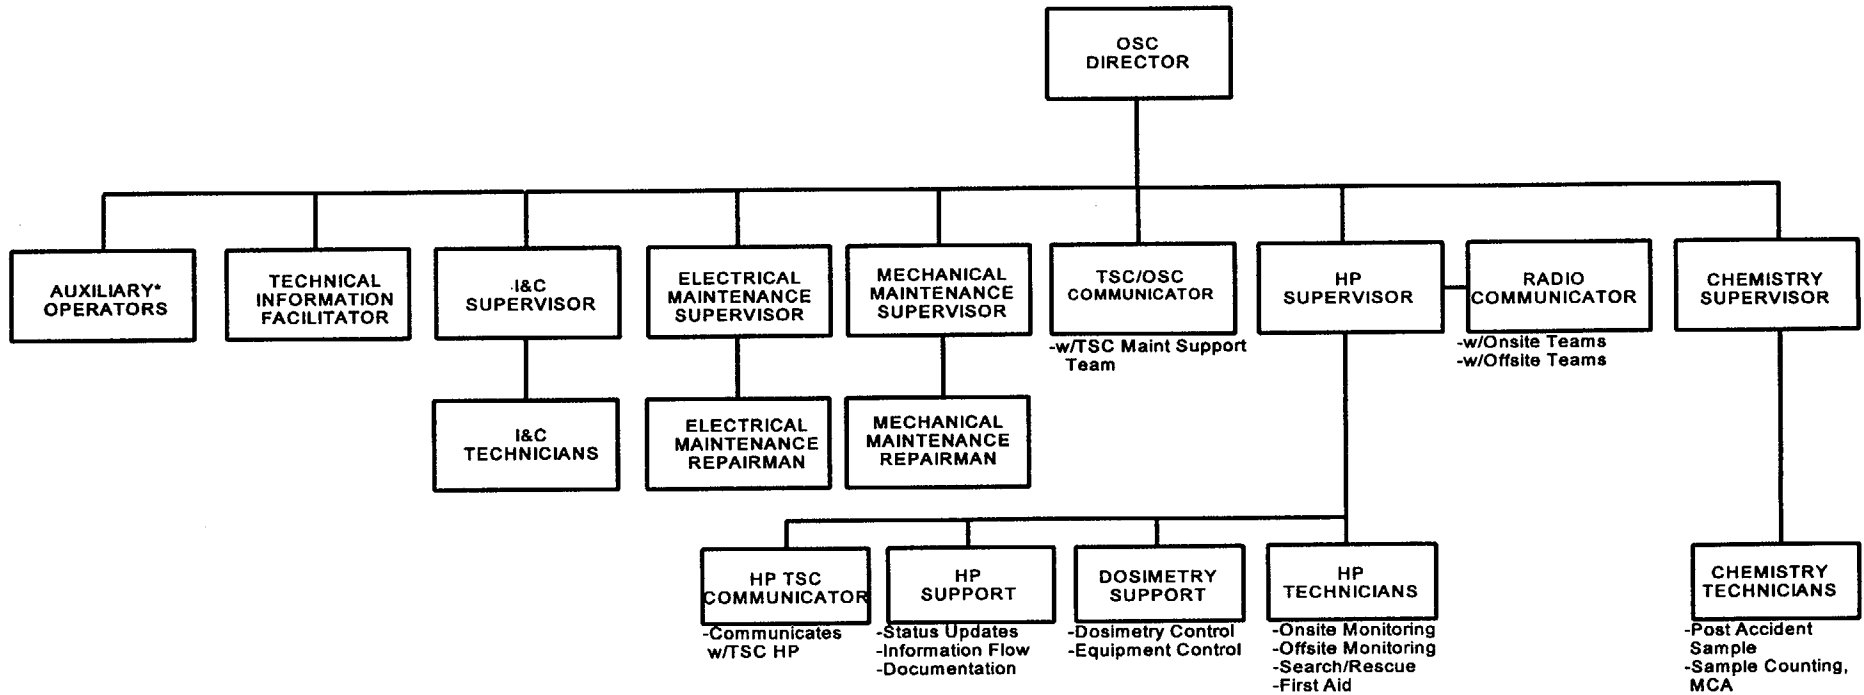 OSC
DIRECTOR
AUXILIARY*
OPERATORS
TECHNICAL
INFORMATION
FACILITATOR
I&C
SUPERVISOR
ELECTRICAL
MAINTENANCE
SUPERVISOR
MECHANICAL
MAINTENANCE
SUPERVISOR
TSC/OSC
COMMUNICATOR
-w/TSC Maint Support
Team
HP
SUPERVISOR
RADIO
COMMUNICATOR
-w/Onsite Teams
-w/Offsite Teams
CHEMISTRY
SUPERVISOR
I&C
TECHNICIANS
ELECTRICAL
MAINTENANCE
REPAIRMAN
MECHANICAL
MAINTENANCE
REPAIRMAN
HP TSC
COMMUNICATOR
-Communicates
w/TSC HP
HP
SUPPORT
-Status Updates
-Information Flow
-Documentation
DOSIMETRY
SUPPORT
-Dosimetry Control
-Equipment Control
HP
TECHNICIANS
-Onsite Monitoring
-Offsite Monitoring
-Search/Rescue
-First Aid
CHEMISTRY
TECHNICIANS
-Post Accident
Sample
-Sample Counting,
MCA